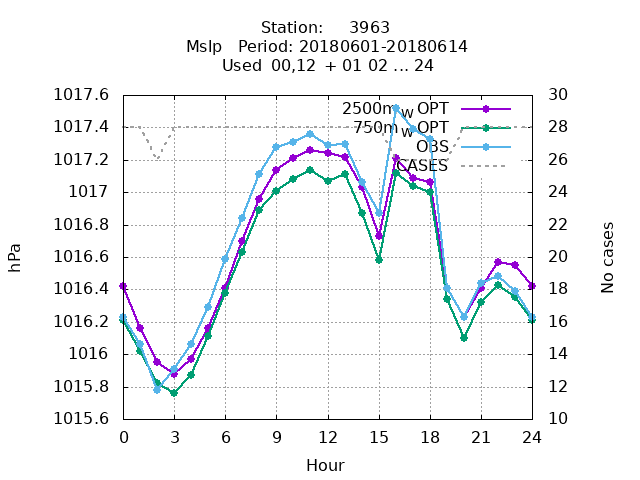 Station: 3963
Mslp Period: 20180601-20180614
Used 00,12 + 01 02 ... 24
1017.6 30
2500m_W OPT
1017.4 750m_W OPT 28
OBS
1017.2 CASES 26
1017 24
1016.8 22
1016.6 20
1016.4 18
1016.2 16
1016 14
1015.8 12
1015.6 10
hPa
No cases
0 3 6 9 12 15 18 21 24
Hour